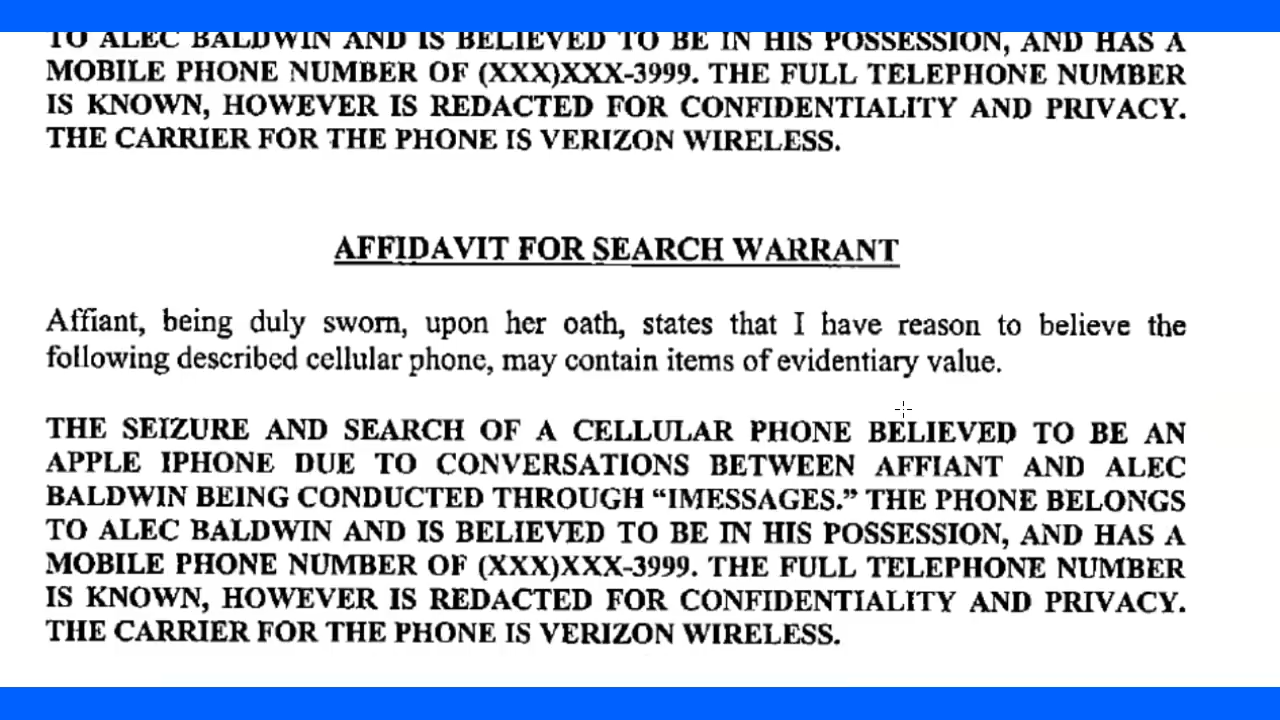 TO ALEC BALDWIN AND IS BELIEVED TO BE IN HIS POSSESSION, AND HAS A
MOBILE PHONE NUMBER OF (XXX)XXX-3999. THE FULL TELEPHONE NUMBER
IS KNOWN, HOWEVER IS REDACTED FOR CONFIDENTIALITY AND PRIVACY.
THE CARRIER FOR THE PHONE IS VERIZON WIRELESS.
AFFIDAVIT FOR SEARCH WARRANT
Affiant, being duly sworn, upon her oath, states that I have reason to believe the
following described cellular phone, may contain items of evidentiary value.
THE SEIZURE AND SEARCH OF A CELLULAR PHONE BELIEVED TO BE AN
APPLE IPHONE DUE TO CONVERSATIONS BETWEEN AFFIANT AND ALEC
BALDWIN BEING CONDUCTED THROUGH “IMESSAGES.” THE PHONE BELONGS
TO ALEC BALDWIN AND IS BELIEVED TO BE IN HIS POSSESSION, AND HAS A
MOBILE PHONE NUMBER OF (XXX)XXX-3999. THE FULL TELEPHONE NUMBER
IS KNOWN, HOWEVER IS REDACTED FOR CONFIDENTIALITY AND PRIVACY.
THE CARRIER FOR THE PHONE IS VERIZON WIRELESS.